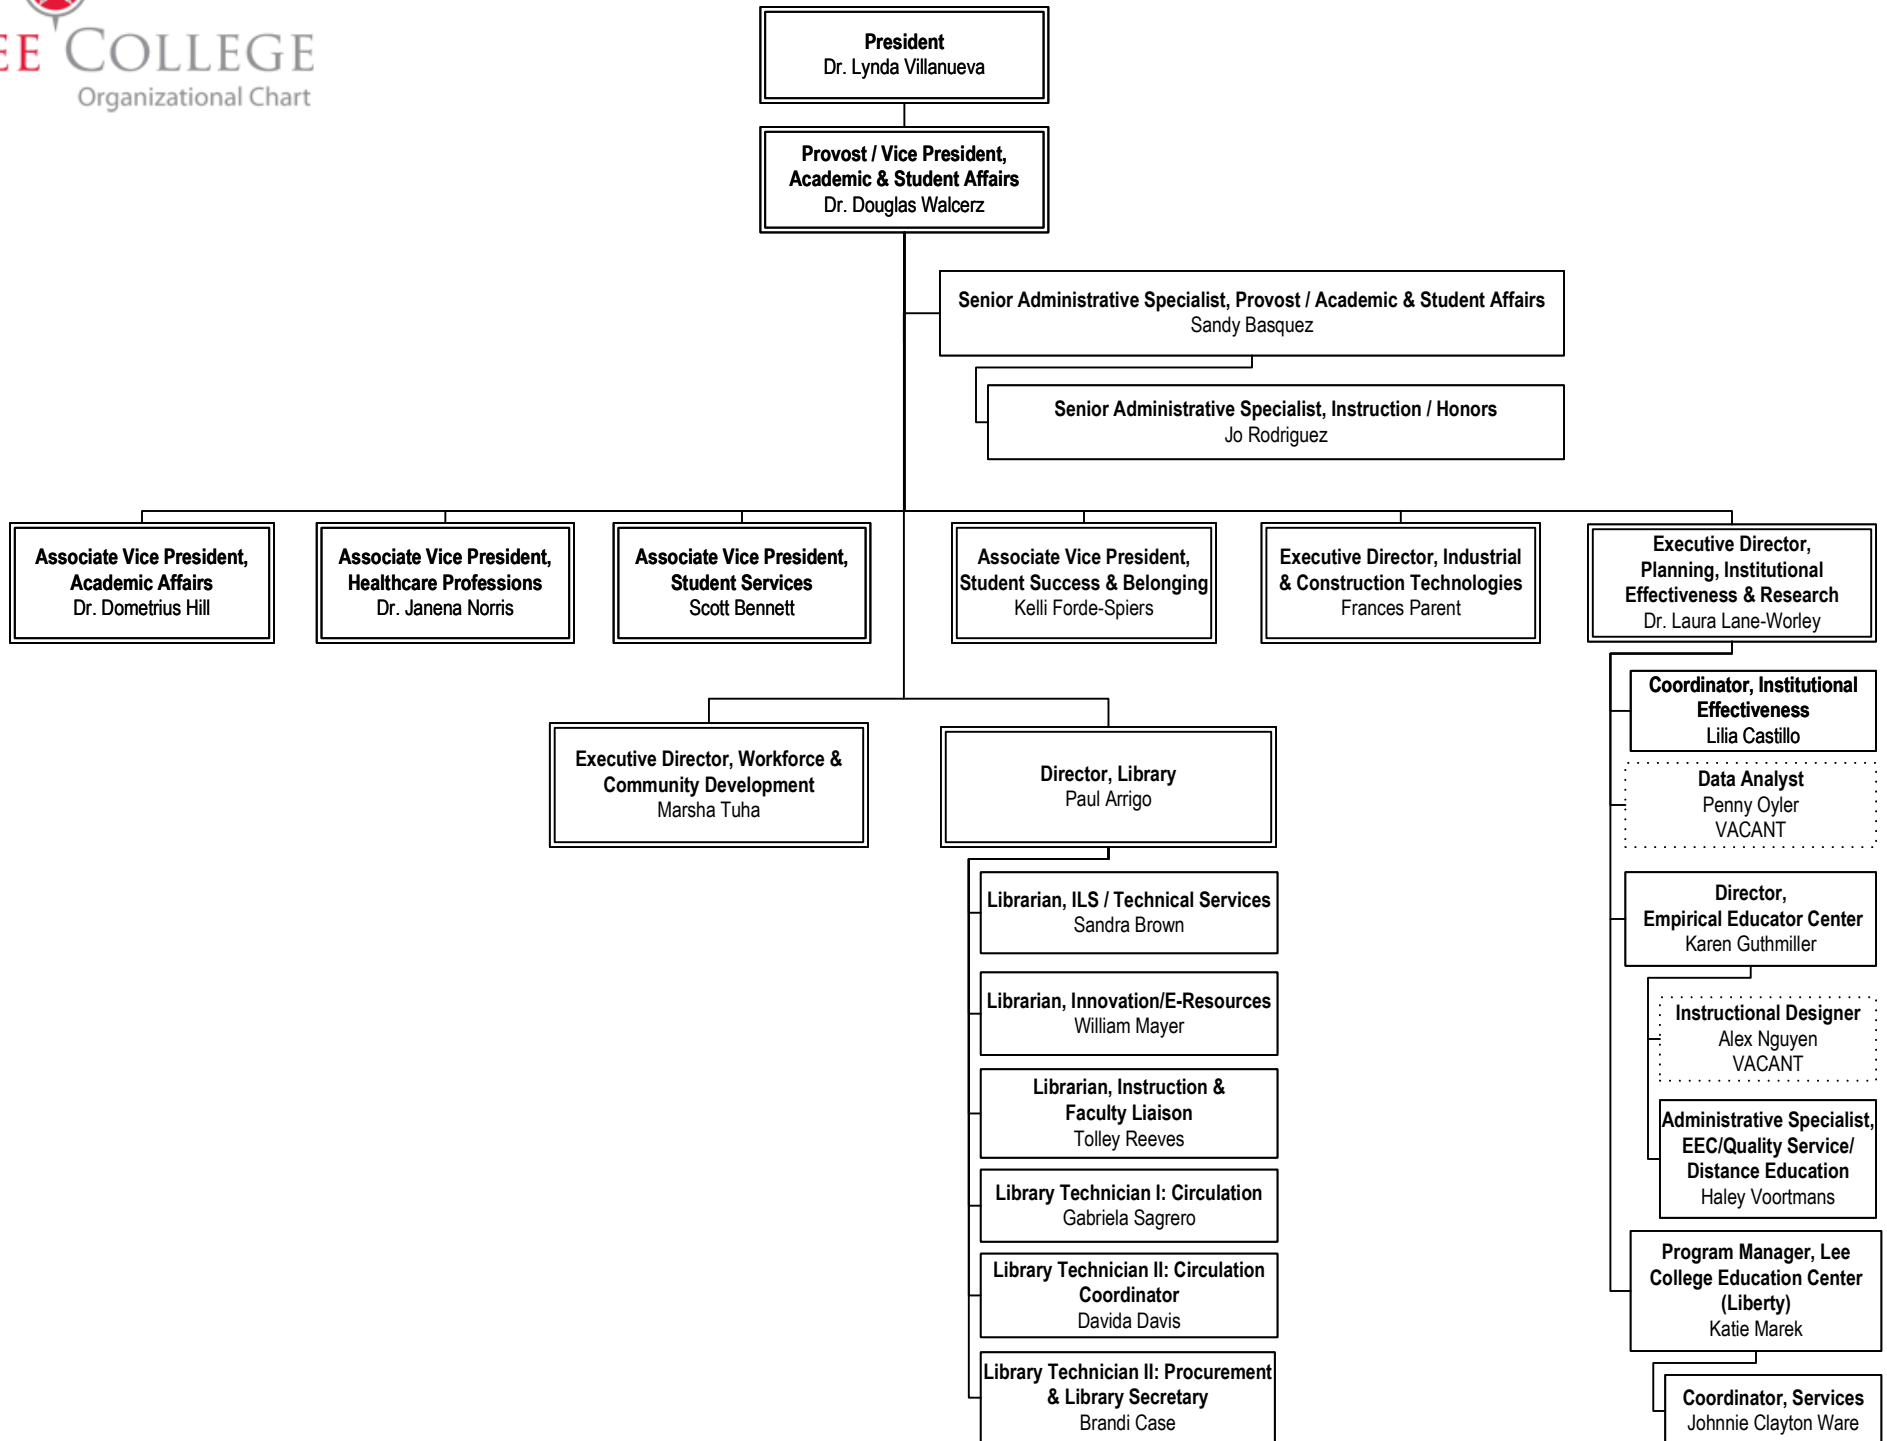 EE COLLEGE
Organizational Chart
President
Dr. Lynda Villanueva
Provost / Vice President,
Academic & Student Affairs
Dr. Douglas Walcerz
Senior Administrative Specialist, Provost / Academic & Student Affairs
Sandy Basquez
Senior Administrative Specialist, Instruction / Honors
Jo Rodriguez
Associate Vice President,
Academic Affairs
Dr. Dometrius Hill
Associate Vice President,
Healthcare Professions
Dr. Janena Norris
Associate Vice President,
Student Services
Scott Bennett
Associate Vice President,
Student Success & Belonging
Kelli Forde-Spiers
Executive Director, Industrial
& Construction Technologies
Frances Parent
Executive Director,
Planning, Institutional
Effectiveness & Research
Dr. Laura Lane-Worley
Executive Director, Workforce &
Community Development
Marsha Tuha
Director, Library
Paul Arrigo
Librarian, ILS / Technical Services
Sandra Brown
Librarian, Innovation/E-Resources
William Mayer
Librarian, Instruction &
Faculty Liaison
Tolley Reeves
Library Technician I: Circulation
Gabriela Sagrero
Library Technician II: Circulation
Coordinator
Davida Davis
Library Technician II: Procurement
& Library Secretary
Brandi Case
Coordinator, Institutional
Effectiveness
Lilia Castillo
Data Analyst
Penny Oyler
VACANT
Director,
Empirical Educator Center
Karen Guthmiller
Instructional Designer
Alex Nguyen
VACANT
Administrative Specialist,
EEC/Quality Service/
Distance Education
Haley Voortmans
Program Manager, Lee
College Education Center
(Liberty)
Katie Marek
Coordinator, Services
Johnnie Clayton Ware